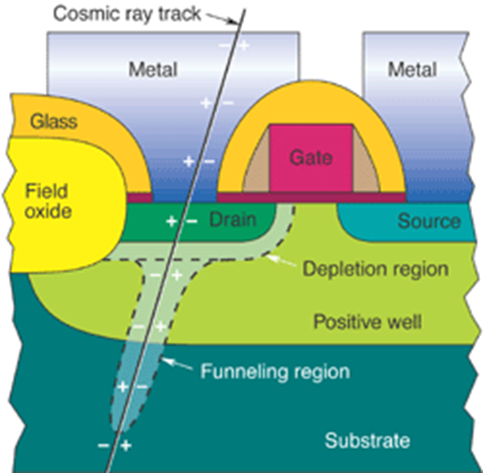 Cosmic ray track
Metal
Metal
Glass
Gate
Field
oxide
Drain
Source
Depletion region
Positive well
Funneling region
Substrate